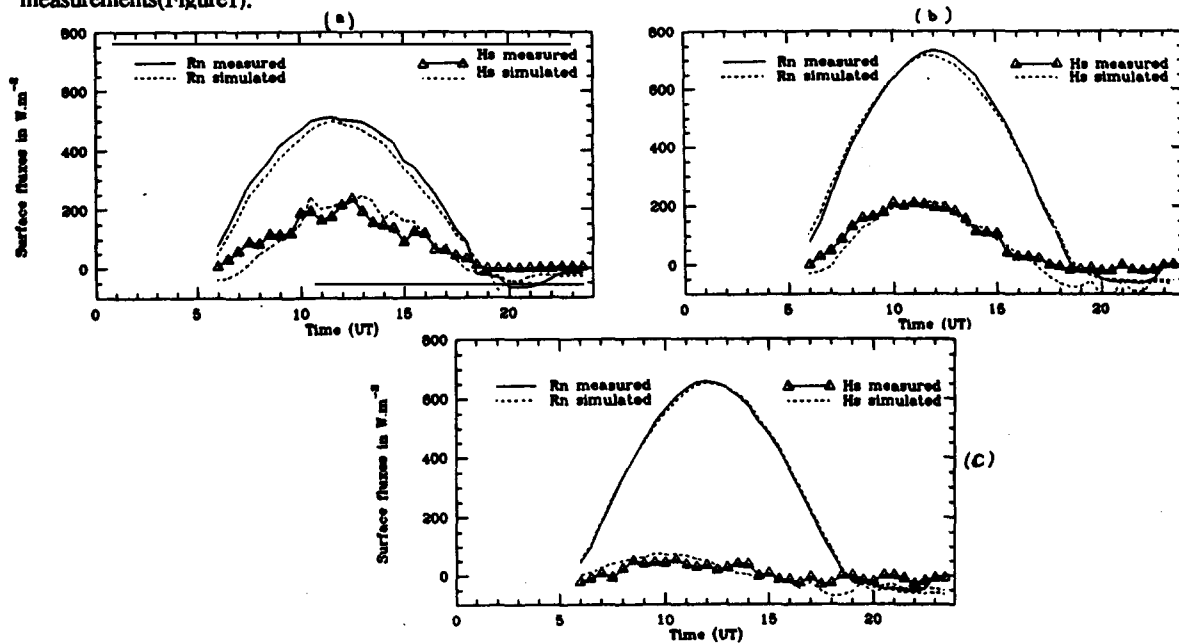 measurements(Figure1).
(a)
800
600
400
200
0
Surface fluxes in W.m⁻²
Rn measured
Rn simulated
Hs measured
Hs simulated
0 5 10 15 20
Time (UT)
(b)
800
600
400
200
0
Rn measured
Rn simulated
Hs measured
Hs simulated
0 5 10 15 20
Time (UT)
800
600
400
200
0
Surface fluxes in W.m⁻²
Rn measured
Rn simulated
Hs measured
Hs simulated
(C)
0 5 10 15 20
Time (UT)